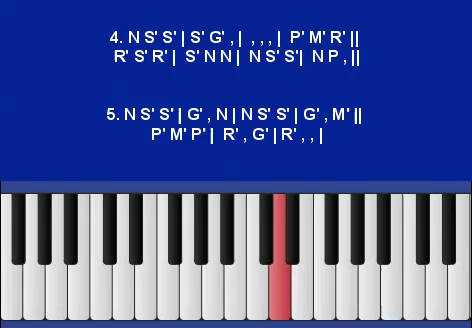 4. N S' S' | S' G' , | , , , | P' M' R' ||
R' S' R' | S' N N | N S' S'| N P , ||
5. N S' S' | G' , N | N S' S' | G' , M' ||
P' M' P' | R' , G' | R' , , |